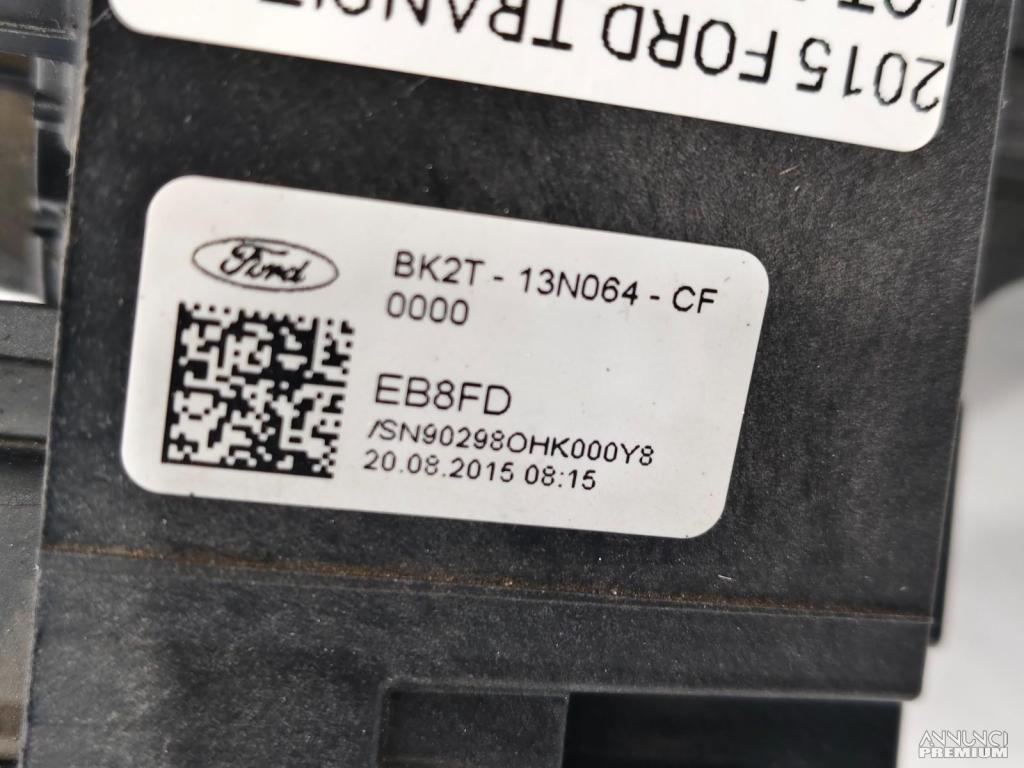 2015 FORD TRANSIT
Ford
BK2T - 13N064 - CF
0000
EB8FD
/SN90298OHK000Y8
20.08.2015 08:15
ANNUNCI
PREMIUM